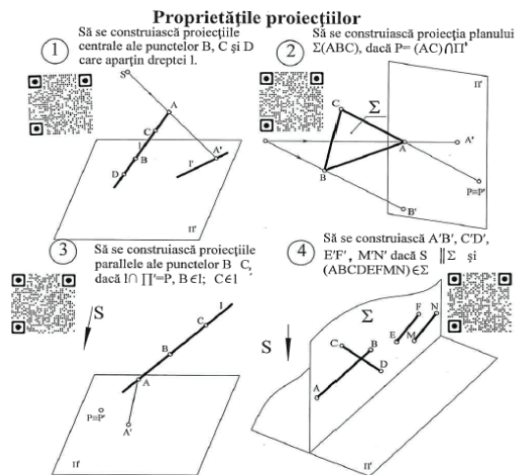 Proprietățile proiecțiilor
1
Să se construiască proiecțiile
centrale ale punctelor B, C și D
care aparțin dreptei l.
S
A
C
l
B
D
A'
l'
Π'
2
Să se construiască proiecția planului
Σ(ABC), dacă P= (AC)∩Π'
Π'
C
Σ
A
A'
B
P≡P'
B'
3
Să se construiască proiecțiile
parallele ale punctelor B C,
dacă l∩ ∏'=P, B∈l; C∈l
S
l
C
B
A
P≡P'
A'
Π'
4
Să se construiască A'B', C'D',
E'F' , M'N' dacă S ∥Σ și
(ABCDEFMN)∈Σ
S
Σ
F
N
C
B
E
M
D
A
Π'